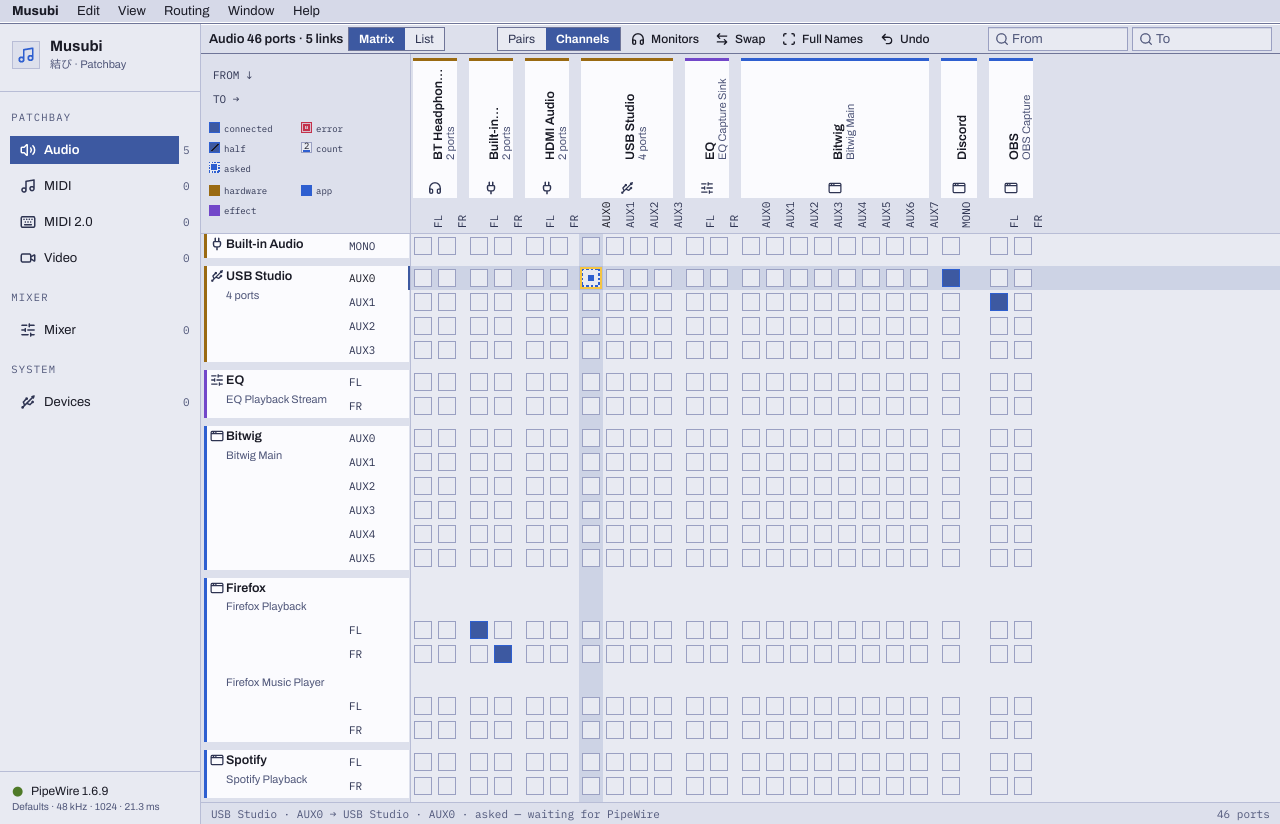 Musubi Edit View Routing Window Help
Musubi
結び · Patchbay
PATCHBAY
Audio 5
MIDI 0
MIDI 2.0 0
Video 0
MIXER
Mixer 0
SYSTEM
Devices 0
PipeWire 1.6.9
Defaults · 48 kHz · 1024 · 21.3 ms
Audio 46 ports · 5 links Matrix List Pairs Channels Monitors Swap Full Names Undo From To
FROM ↓
TO →
connected error
half 2 count
asked
hardware app
effect
BT Headphon…
2 ports
Built-in…
2 ports
HDMI Audio
2 ports
USB Studio
4 ports
EQ
EQ Capture Sink
Bitwig
Bitwig Main
Discord
OBS
OBS Capture
FL FR FL FR FL FR AUX0 AUX1 AUX2 AUX3 FL FR AUX0 AUX1 AUX2 AUX3 AUX4 AUX5 AUX6 AUX7 MONO FL FR
Built-in Audio MONO
USB Studio AUX0
4 ports
AUX1
AUX2
AUX3
EQ FL
EQ Playback Stream
FR
Bitwig AUX0
Bitwig Main
AUX1
AUX2
AUX3
AUX4
AUX5
Firefox
Firefox Playback
FL
FR
Firefox Music Player
FL
FR
Spotify FL
Spotify Playback
FR
USB Studio · AUX0 → USB Studio · AUX0 · asked — waiting for PipeWire 46 ports